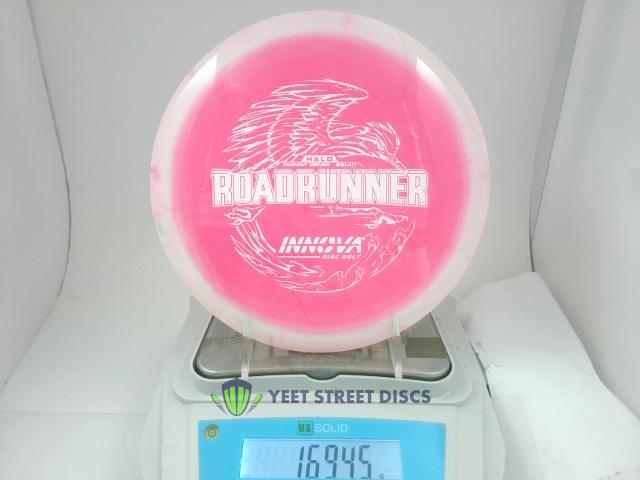 HALO
ROADRUNNER
INNOVA
DISC GOLF
YEET STREET DISCS
US SOLID
169.45 g